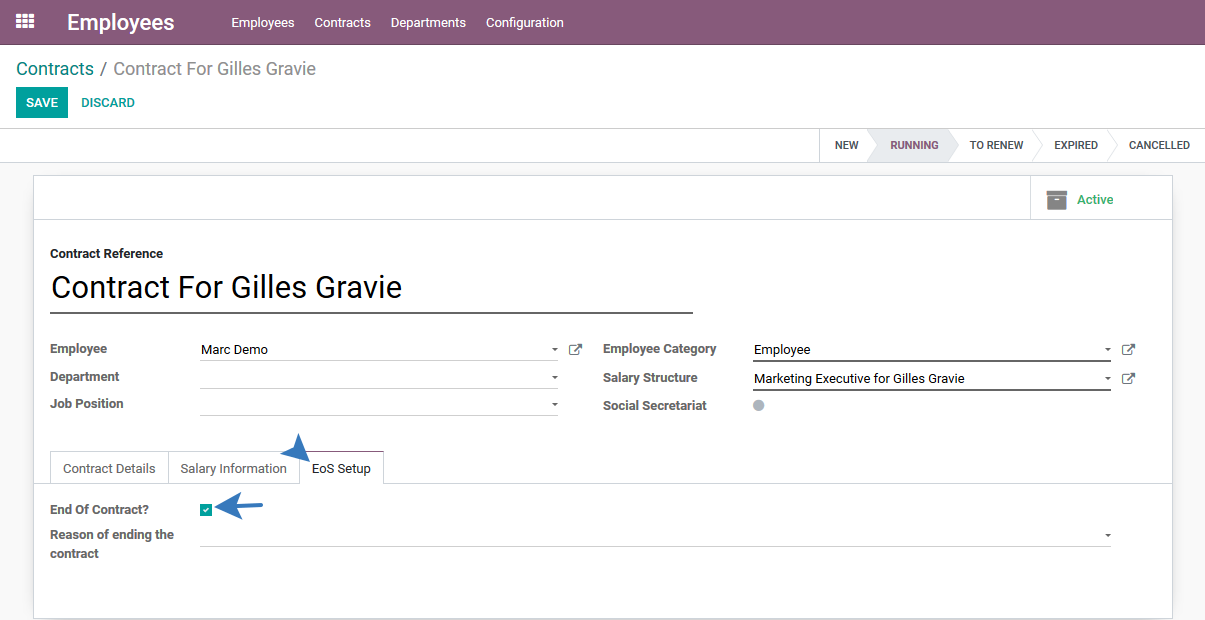 Employees Employees Contracts Departments Configuration
Contracts / Contract For Gilles Gravie
SAVE DISCARD
NEW RUNNING TO RENEW EXPIRED CANCELLED
Active
Contract Reference
Contract For Gilles Gravie
Employee Marc Demo Employee Category Employee
Department Salary Structure Marketing Executive for Gilles Gravie
Job Position Social Secretariat
Contract Details Salary Information EoS Setup
End Of Contract?
Reason of ending the
contract